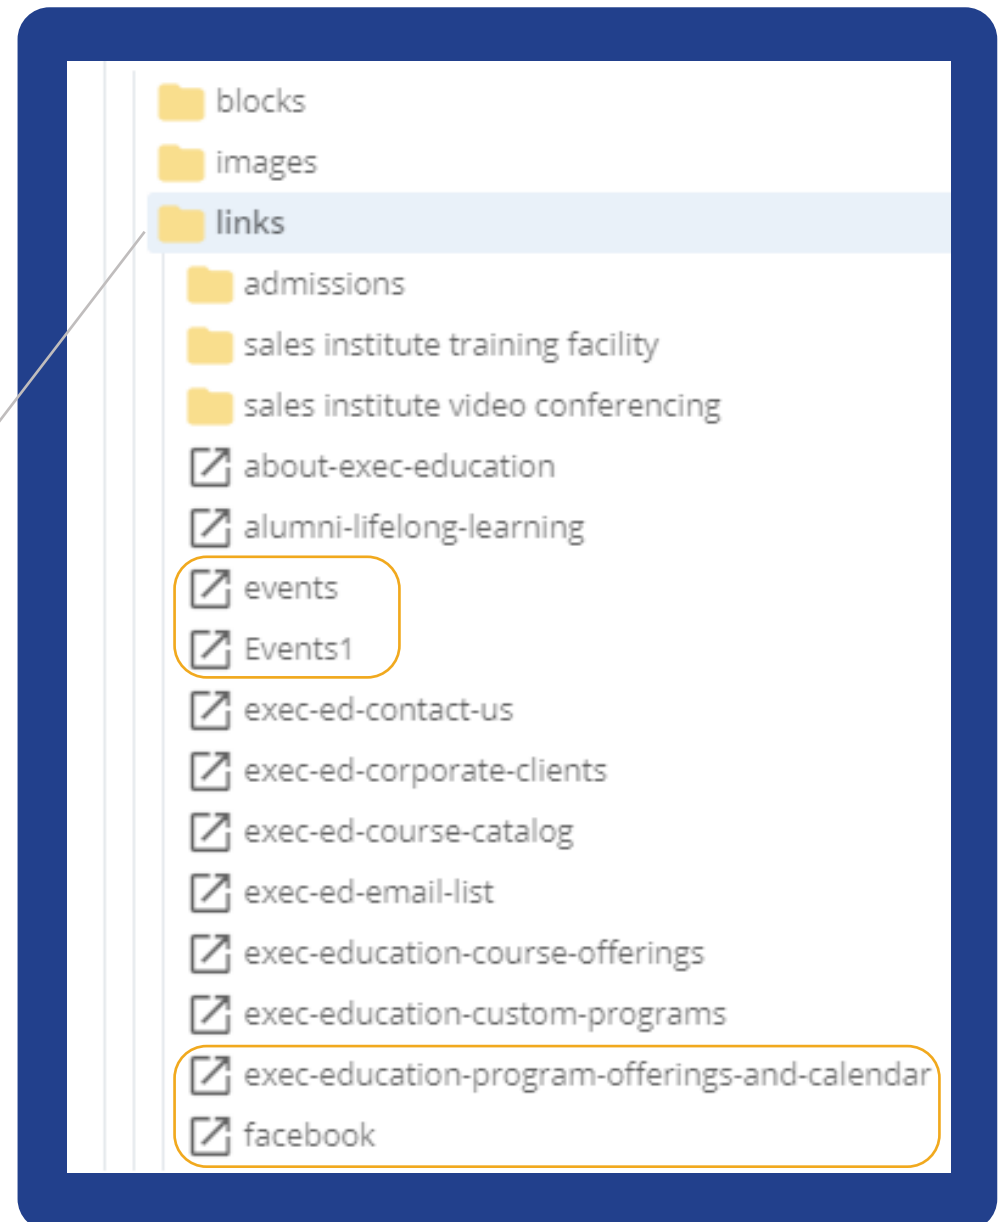 blocks
images
links
admissions
sales institute training facility
sales institute video conferencing
about-exec-education
alumni-lifelong-learning
events
Events1
exec-ed-contact-us
exec-ed-corporate-clients
exec-ed-course-catalog
exec-ed-email-list
exec-education-course-offerings
exec-education-custom-programs
exec-education-program-offerings-and-calendar
facebook